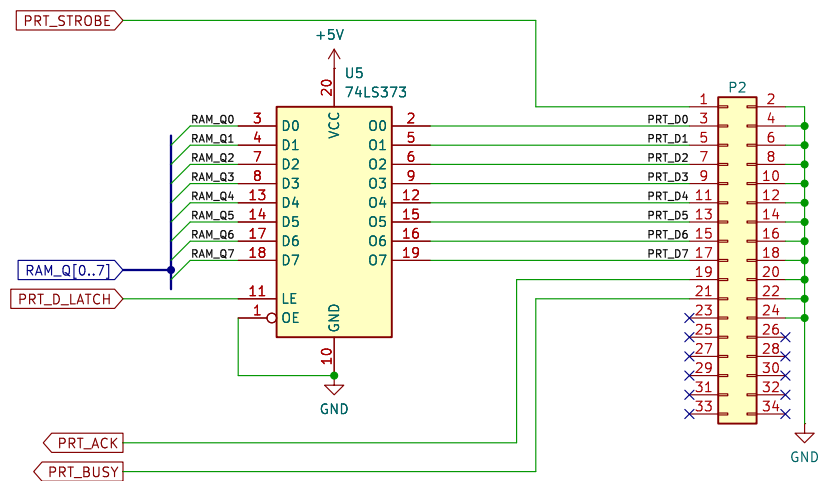 PRT_STROBE
+5V
U5
74LS373
20
VCC
P2
1 2
RAM_Q0 3 D0 O0 2 PRT_D0 3 4
RAM_Q1 4 D1 O1 5 PRT_D1 5 6
RAM_Q2 7 D2 O2 6 PRT_D2 7 8
RAM_Q3 8 D3 O3 9 PRT_D3 9 10
RAM_Q4 13 D4 O4 12 PRT_D4 11 12
RAM_Q5 14 D5 O5 15 PRT_D5 13 14
RAM_Q6 17 D6 O6 16 PRT_D6 15 16
RAM_Q7 18 D7 O7 19 PRT_D7 17 18
RAM_Q[0..7]
19 20
PRT_D_LATCH 11 LE 21 22
1 OE GND 23 24
25 26
10
27 28
29 30
GND
31 32
33 34
PRT_ACK
GND
PRT_BUSY